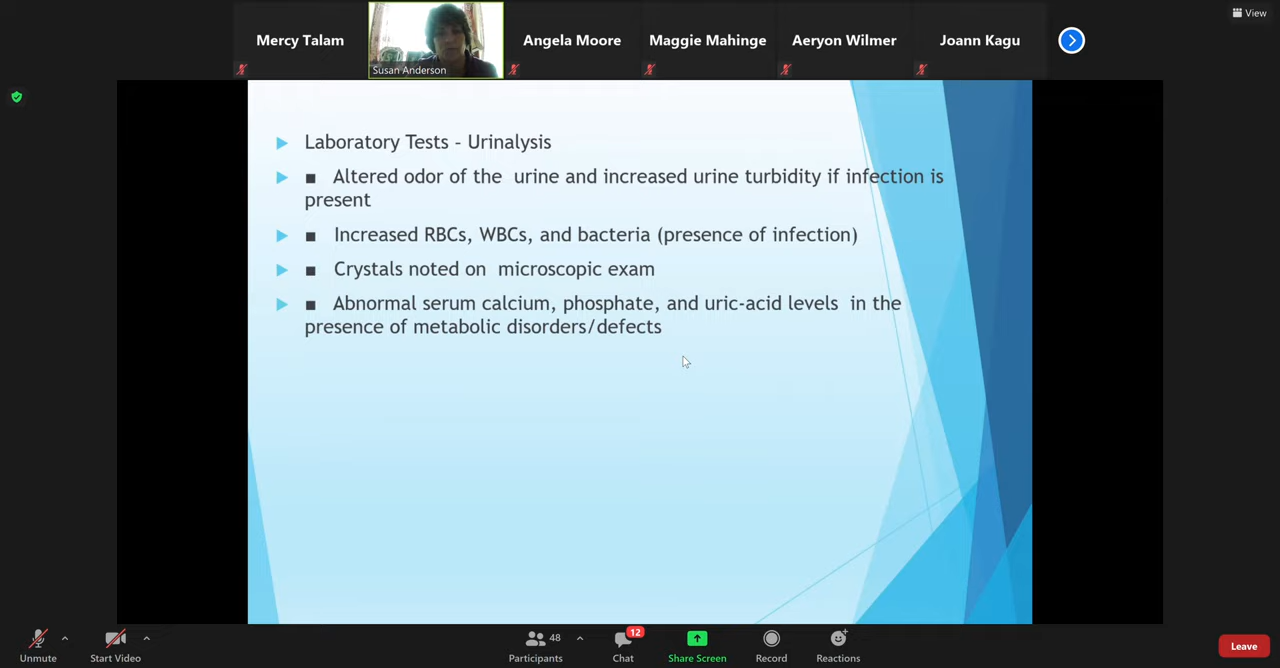 View
Mercy Talam
Susan Anderson
Angela Moore
Maggie Mahinge
Aeryon Wilmer
Joann Kagu
Laboratory Tests - Urinalysis
■ Altered odor of the urine and increased urine turbidity if infection is
present
■ Increased RBCs, WBCs, and bacteria (presence of infection)
■ Crystals noted on microscopic exam
■ Abnormal serum calcium, phosphate, and uric-acid levels in the
presence of metabolic disorders/defects
Unmute
Start Video
48
Participants
12
Chat
Share Screen
Record
Reactions
Leave